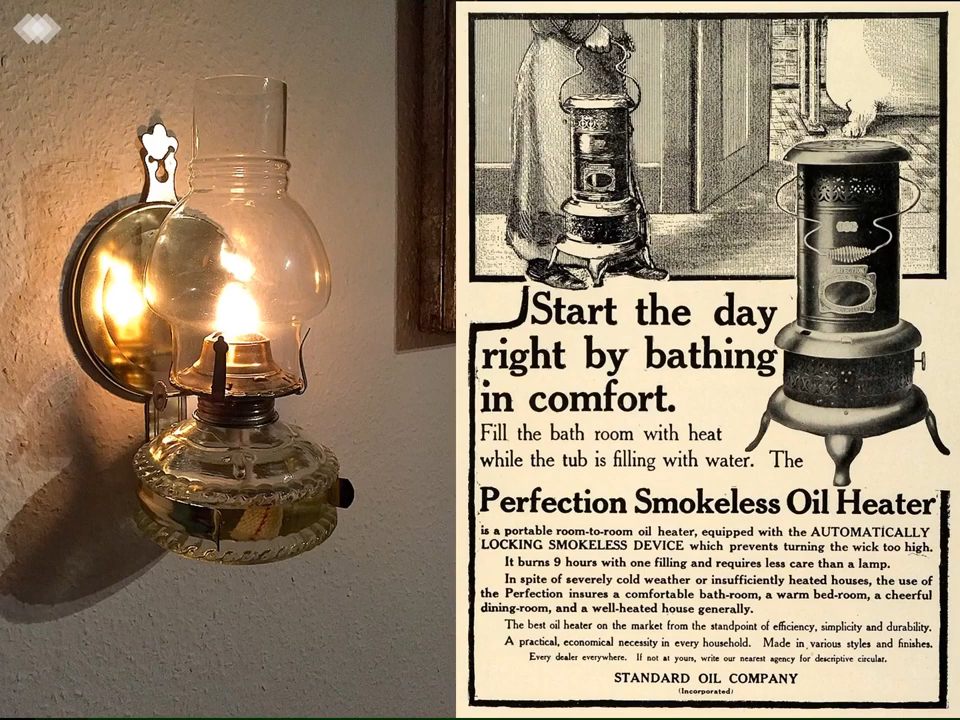 Start the day
right by bathing
in comfort.
Fill the bath room with heat
while the tub is filling with water. The
Perfection Smokeless Oil Heater
is a portable room-to-room oil heater, equipped with the AUTOMATICALLY
LOCKING SMOKELESS DEVICE which prevents turning the wick too high.
It burns 9 hours with one filling and requires less care than a lamp.
In spite of severely cold weather or insufficiently heated houses, the use of
the Perfection insures a comfortable bath-room, a warm bed-room, a cheerful
dining-room, and a well-heated house generally.
The best oil heater on the market from the standpoint of efficiency, simplicity and durability.
A practical, economical necessity in every household. Made in various styles and finishes.
Every dealer everywhere. If not at yours, write our nearest agency for descriptive circular.
STANDARD OIL COMPANY
(Incorporated)